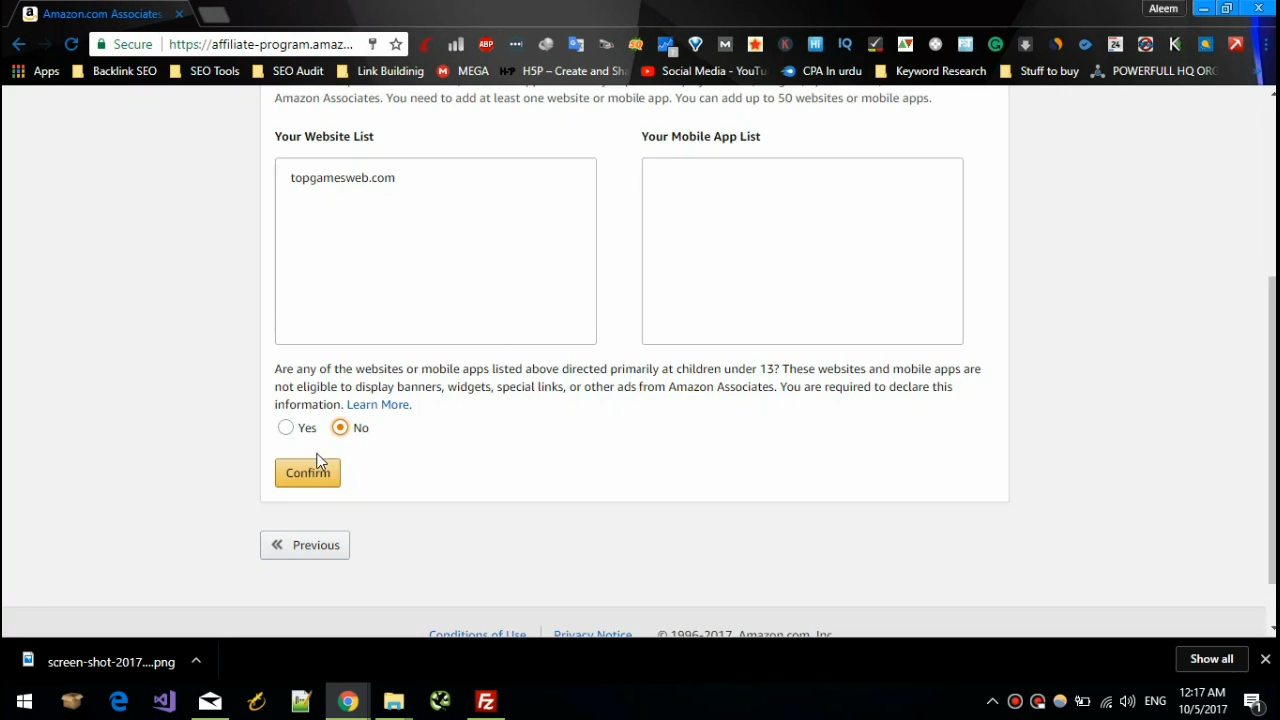 Amazon.com Associates
Aleem
Secure
https://affiliate-program.amaz...
Apps
Backlink SEO
SEO Tools
SEO Audit
Link Buildinig
MEGA
H5P – Create and Sha
Social Media - YouTu
CPA In urdu
Keyword Research
Stuff to buy
POWERFULL HQ ORG
Amazon Associates. You need to add at least one website or mobile app. You can add up to 50 websites or mobile apps.
Your Website List
Your Mobile App List
topgamesweb.com
Are any of the websites or mobile apps listed above directed primarily at children under 13? These websites and mobile apps are
not eligible to display banners, widgets, special links, or other ads from Amazon Associates. You are required to declare this
information. Learn More.
Yes
No
Confirm
Previous
Conditions of Use
Privacy Notice
© 1996-2017, Amazon.com, Inc.
screen-shot-2017....png
Show all
ENG
12:17 AM
10/5/2017